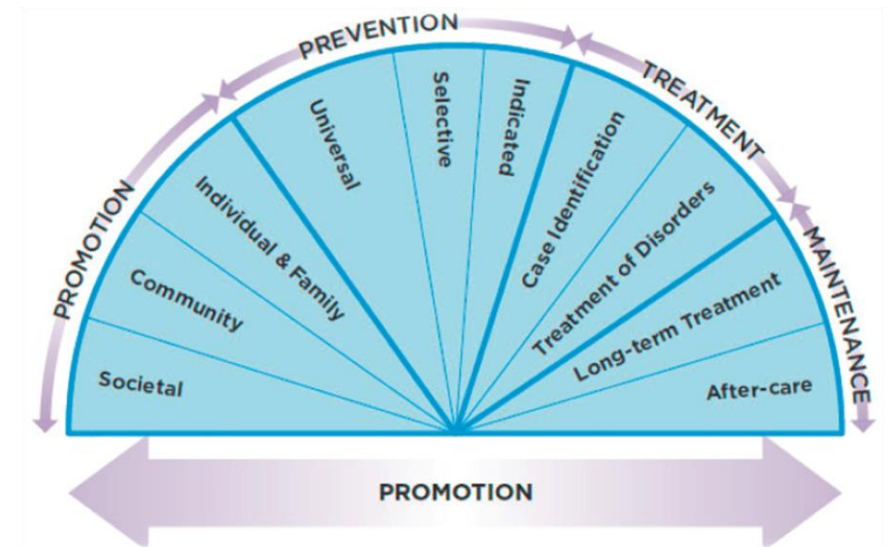 PROMOTION
PREVENTION
TREATMENT
MAINTENANCE
Societal
Community
Individual & Family
Universal
Selective
Indicated
Case Identification
Treatment of Disorders
Long-term Treatment
After-care
PROMOTION